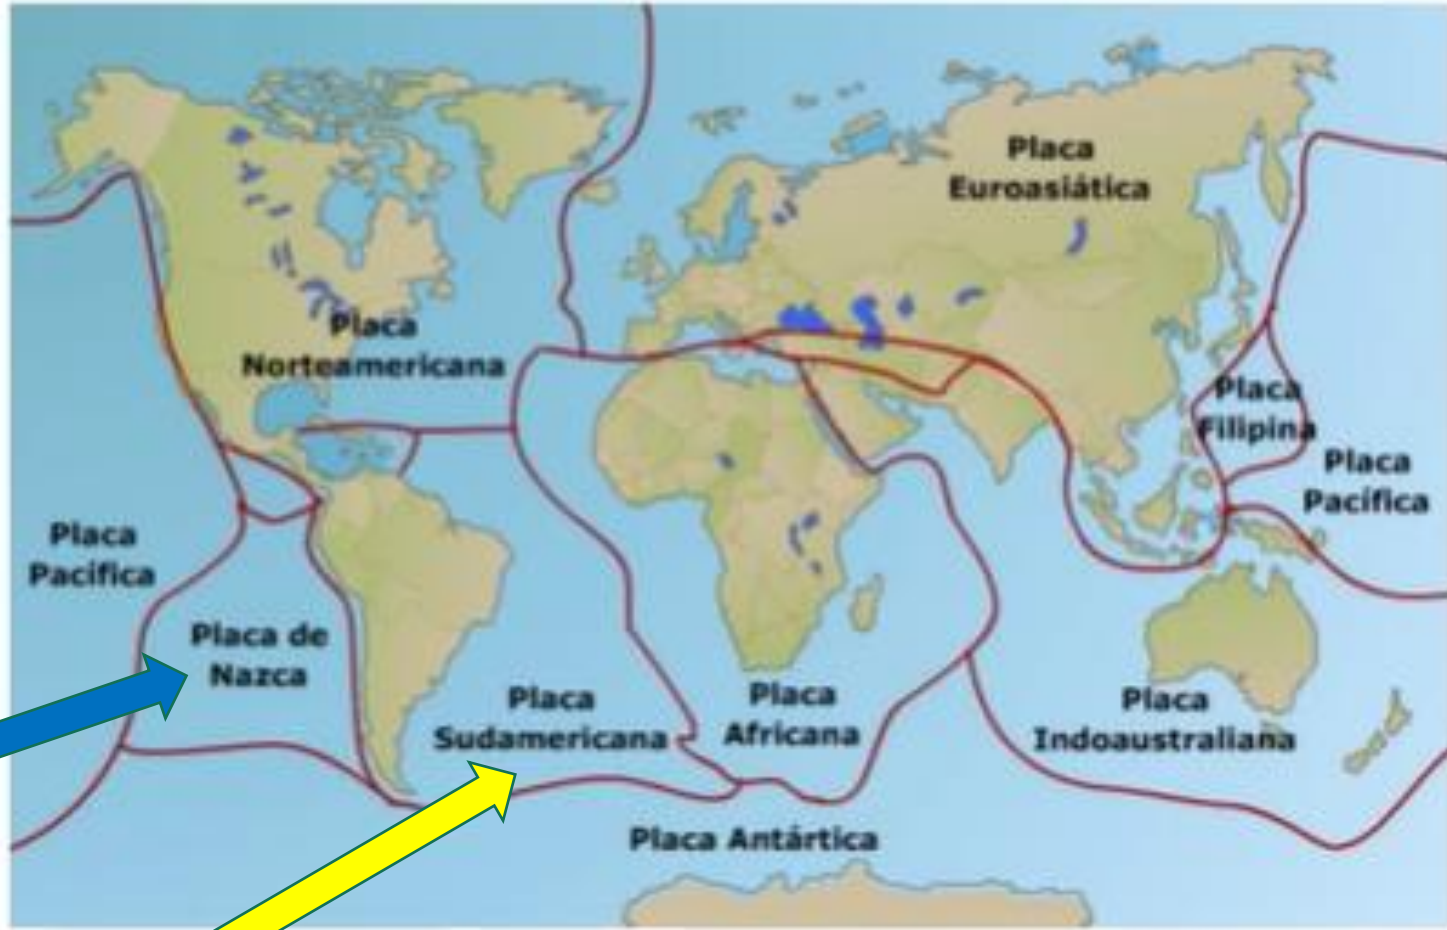 Placa
Euroasiática
Placa
Norteamericana
Placa
Filipina
Placa
Pacífica
Placa
Pacífica
Placa de
Nazca
Placa
Sudamericana
Placa
Africana
Placa
Indoaustraliana
Placa Antártica